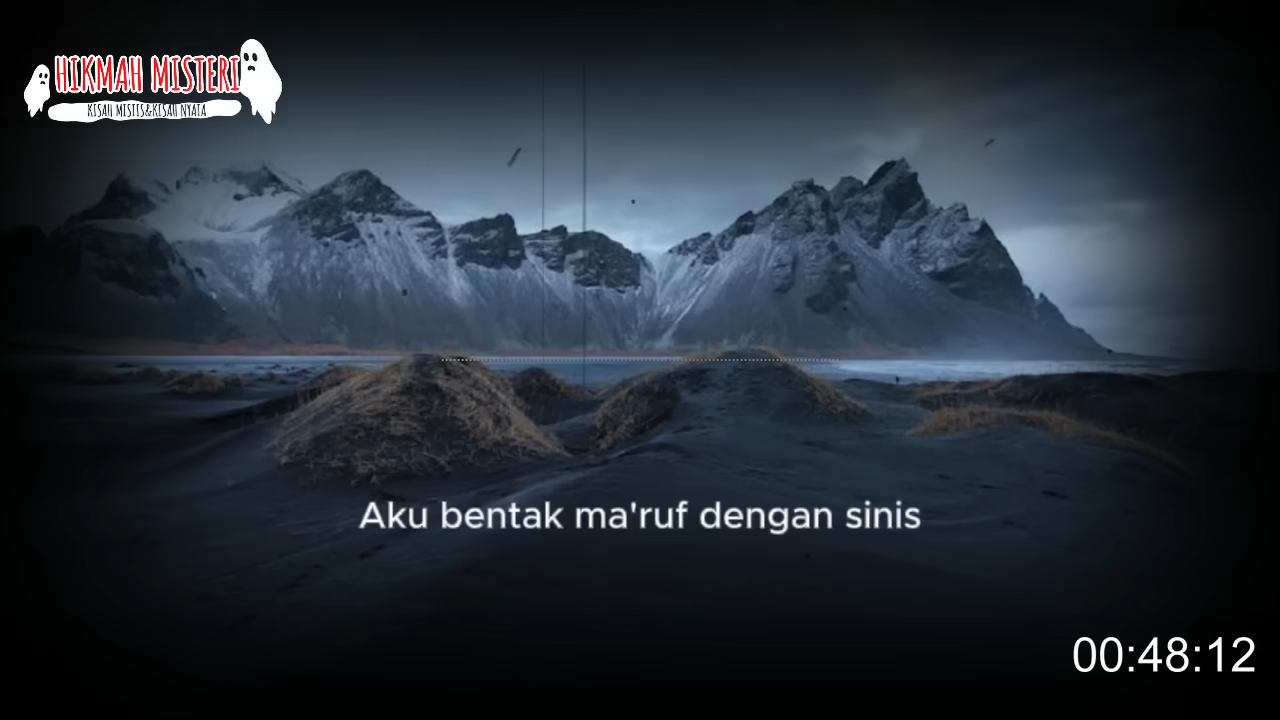 HIKMAH MISTERI
KISAH MISTIS&KISAH NYATA
Aku bentak ma'ruf dengan sinis
00:48:12